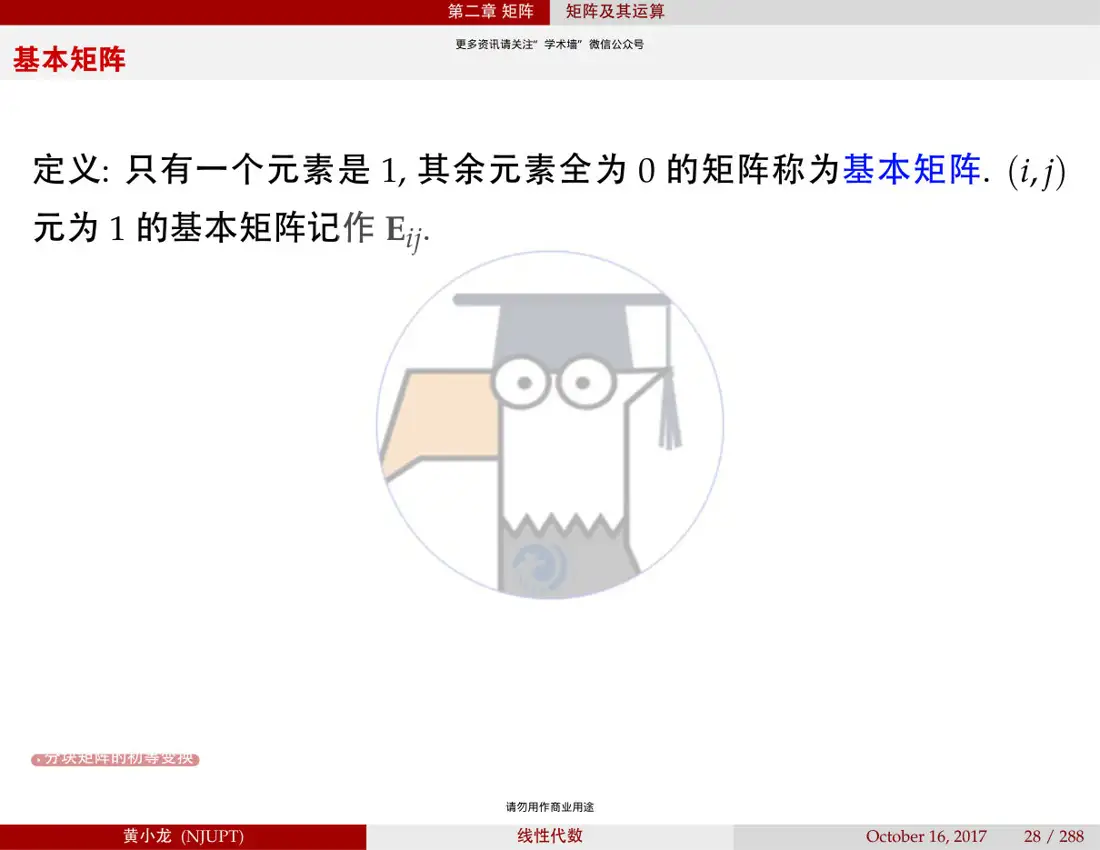 第二章 矩阵 矩阵及其运算
更多资讯请关注“学术墙”微信公众号
基本矩阵
定义: 只有一个元素是 1, 其余元素全为 0 的矩阵称为基本矩阵. (i, j)
元为 1 的基本矩阵记作 E_{ij}.
· 分块矩阵的初等变换
请勿用作商业用途
黄小龙 (NJUPT) 线性代数 October 16, 2017 28 / 288